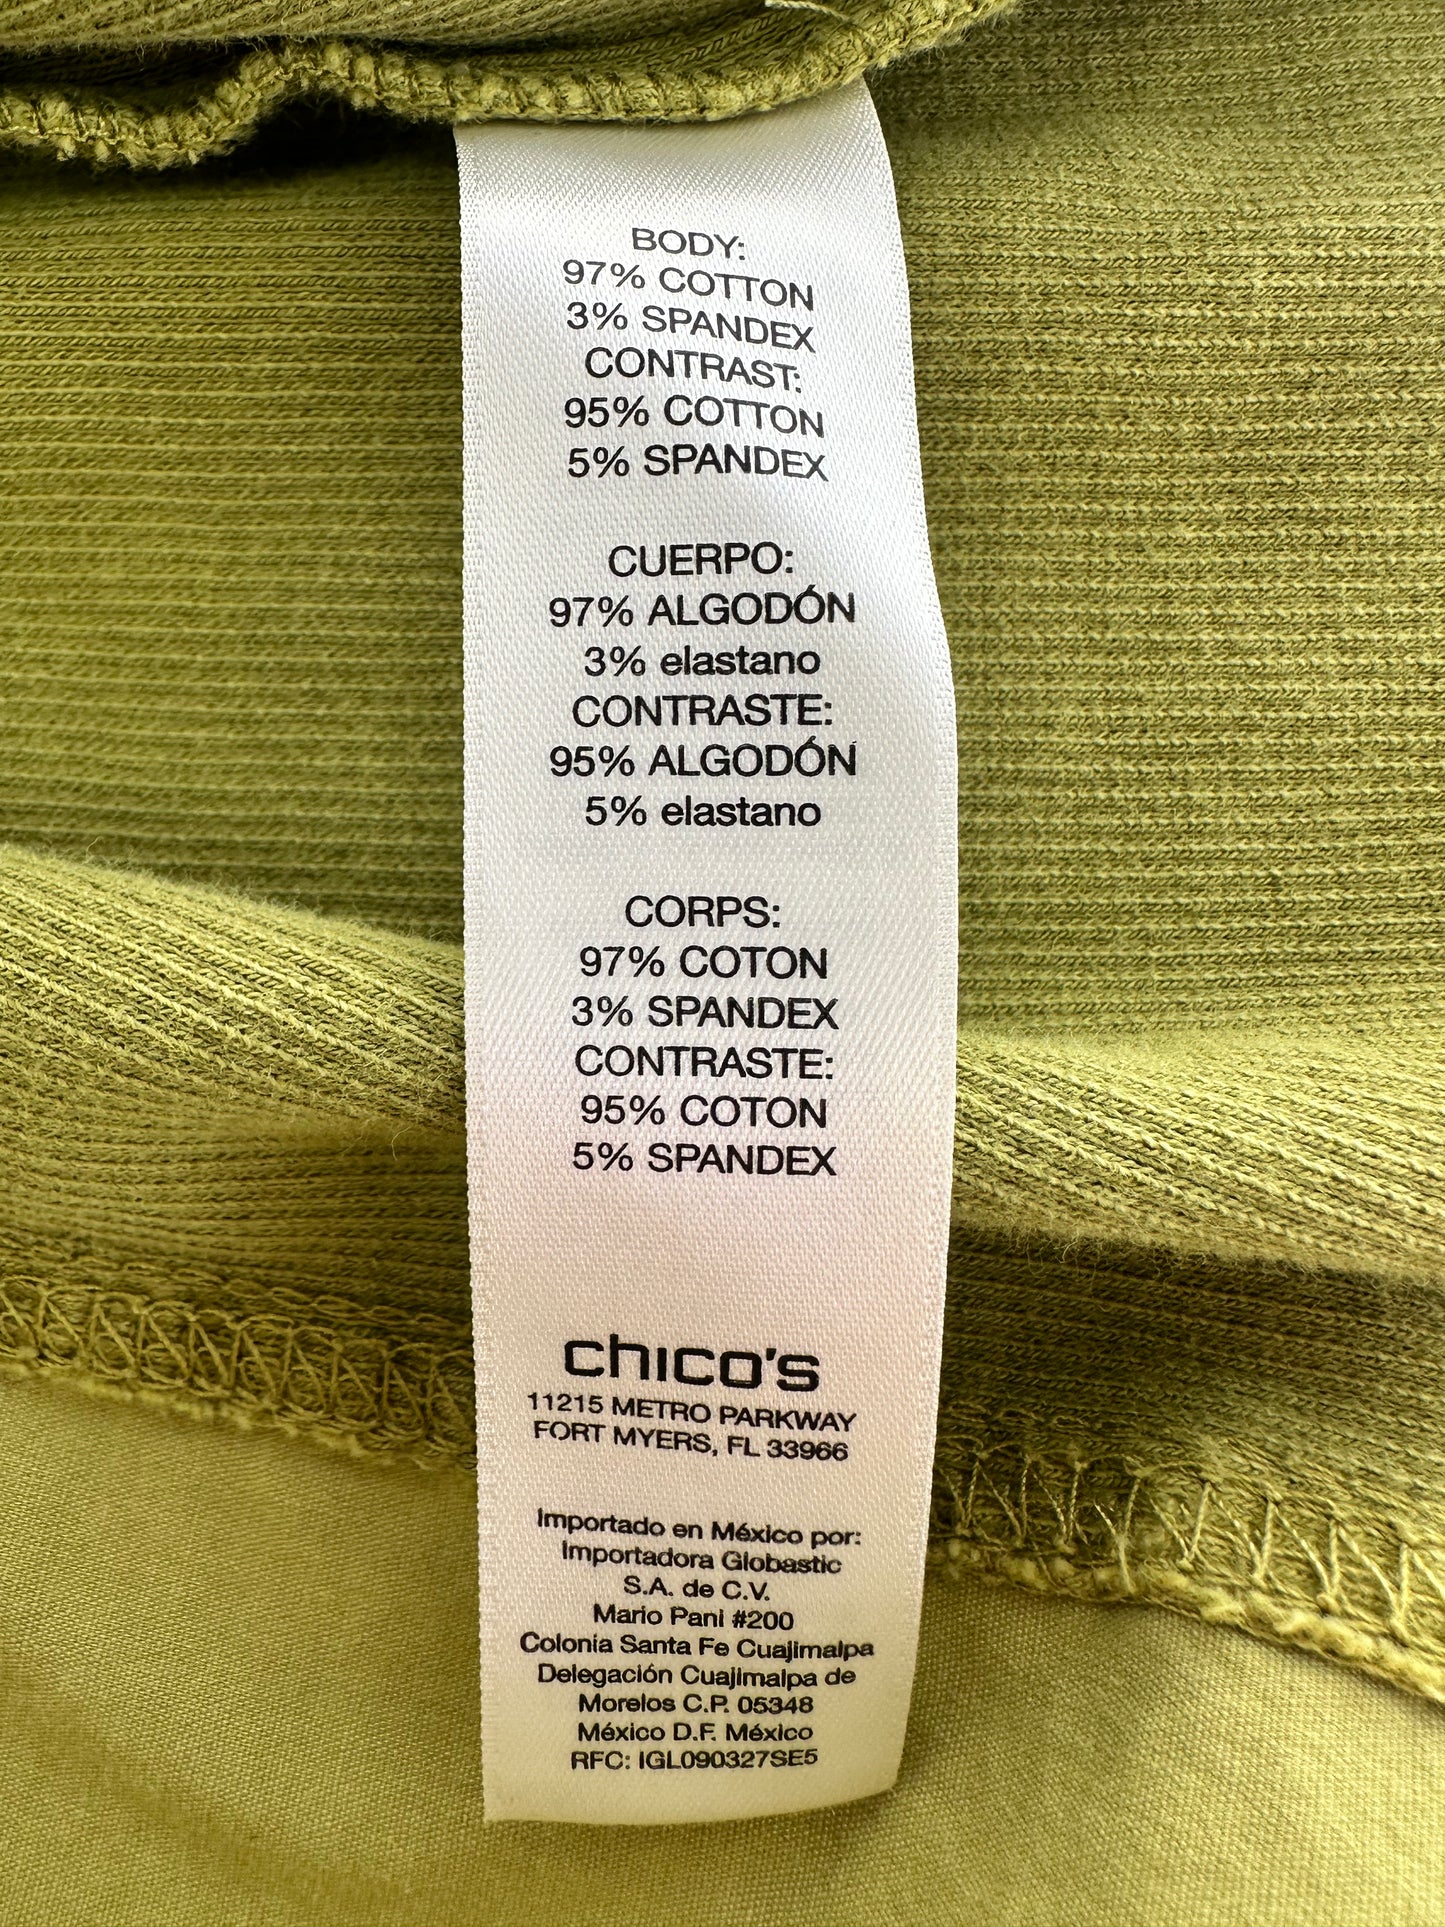 BODY:
97% COTTON
3% SPANDEX
CONTRAST:
95% COTTON
5% SPANDEX
CUERPO:
97% ALGODÓN
3% elastano
CONTRASTE:
95% ALGODÓN
5% elastano
CORPS:
97% COTON
3% SPANDEX
CONTRASTE:
95% COTON
5% SPANDEX
chico's
11215 METRO PARKWAY
FORT MYERS, FL 33966
Importado en México por:
Importadora Globastic
S.A. de C.V.
Mario Pani #200
Colonia Santa Fe Cuajimalpa
Delegación Cuajimalpa de
Morelos C.P. 05348
México D.F. México
RFC: IGL090327SE5